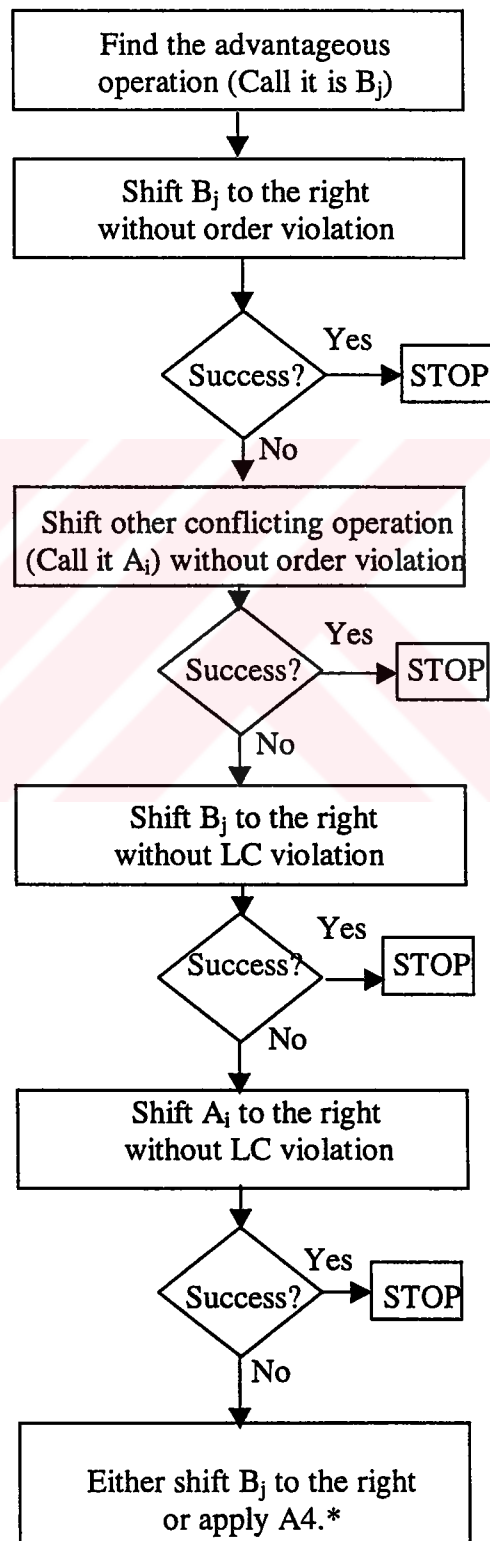 Find the advantageous
operation (Call it is Bj)
Shift Bj to the right
without order violation
Success?
Yes
STOP
No
Shift other conflicting operation
(Call it Ai) without order violation
Success?
Yes
STOP
No
Shift Bj to the right
without LC violation
Success?
Yes
STOP
No
Shift Ai to the right
without LC violation
Success?
Yes
STOP
No
Either shift Bj to the right
or apply A4.*